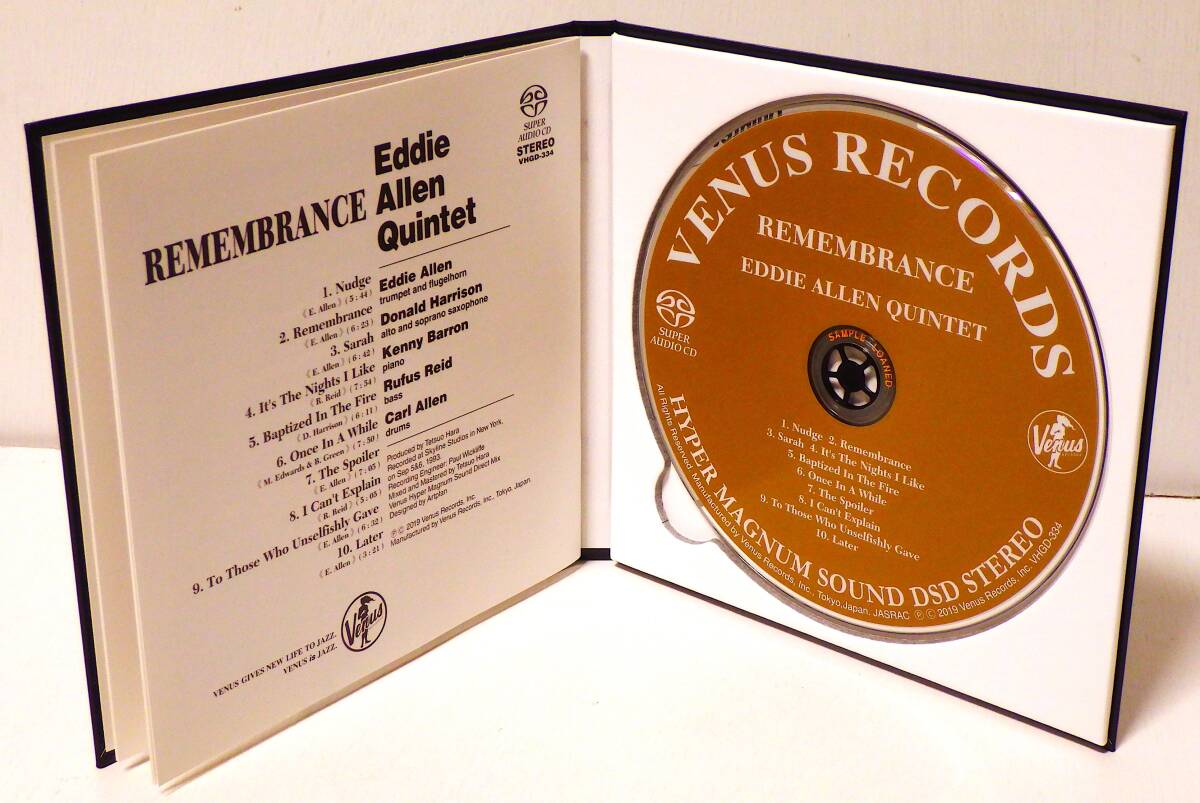 SUPER
AUDIO CD
STEREO
VHGD-334
REMEMBRANCE
Eddie
Allen
Quintet
1. Nudge
《E. Allen》(5:44)
2. Remembrance
《E. Allen》(6:23)
3. Sarah
《E. Allen》(6:42)
4. It's The Nights I Like
《R. Reid》(7:34)
5. Baptized In The Fire
《D. Harrison》(6:11)
6. Once In A While
《M. Edwards & B. Green》(7:50)
7. The Spoiler
《E. Allen》(7:05)
8. I Can't Explain
《R. Reid》(5:05)
9. To Those Who Unselfishly Gave
《E. Allen》(6:32)
10. Later
《E. Allen》(3:21)
Eddie Allen
trumpet and flugelhorn
Donald Harrison
alto and soprano saxophone
Kenny Barron
piano
Rufus Reid
bass
Carl Allen
drums
Produced by Tetsuo Hara
Recorded at Skyline Studios in New York,
on Sep 5&6, 1993.
Recording Engineer: Paul Wickliffe
Mixed and Mastered by Tetsuo Hara
Venus Hyper Magnum Sound Direct Mix
Designed by Artplan
Ⓟ© 2019 Venus Records, Inc.
Manufactured by Venus Records, Inc., Tokyo, Japan.
Venus
VENUS GIVES NEW LIFE TO JAZZ.
VENUS is JAZZ.
VENUS RECORDS
REMEMBRANCE
EDDIE ALLEN QUINTET
SUPER
AUDIO CD
SAMPLE LOANED
Venus
RECORDS
1. Nudge 2. Remembrance
3. Sarah 4. It's The Nights I Like
5. Baptized In The Fire
6. Once In A While
7. The Spoiler
8. I Can't Explain
9. To Those Who Unselfishly Gave
10. Later
HYPER MAGNUM SOUND DSD STEREO
All Rights Reserved. Manufactured by Venus Records, Inc., Tokyo, Japan. JASRAC Ⓟ© 2019 Venus Records, Inc. VHGD-334